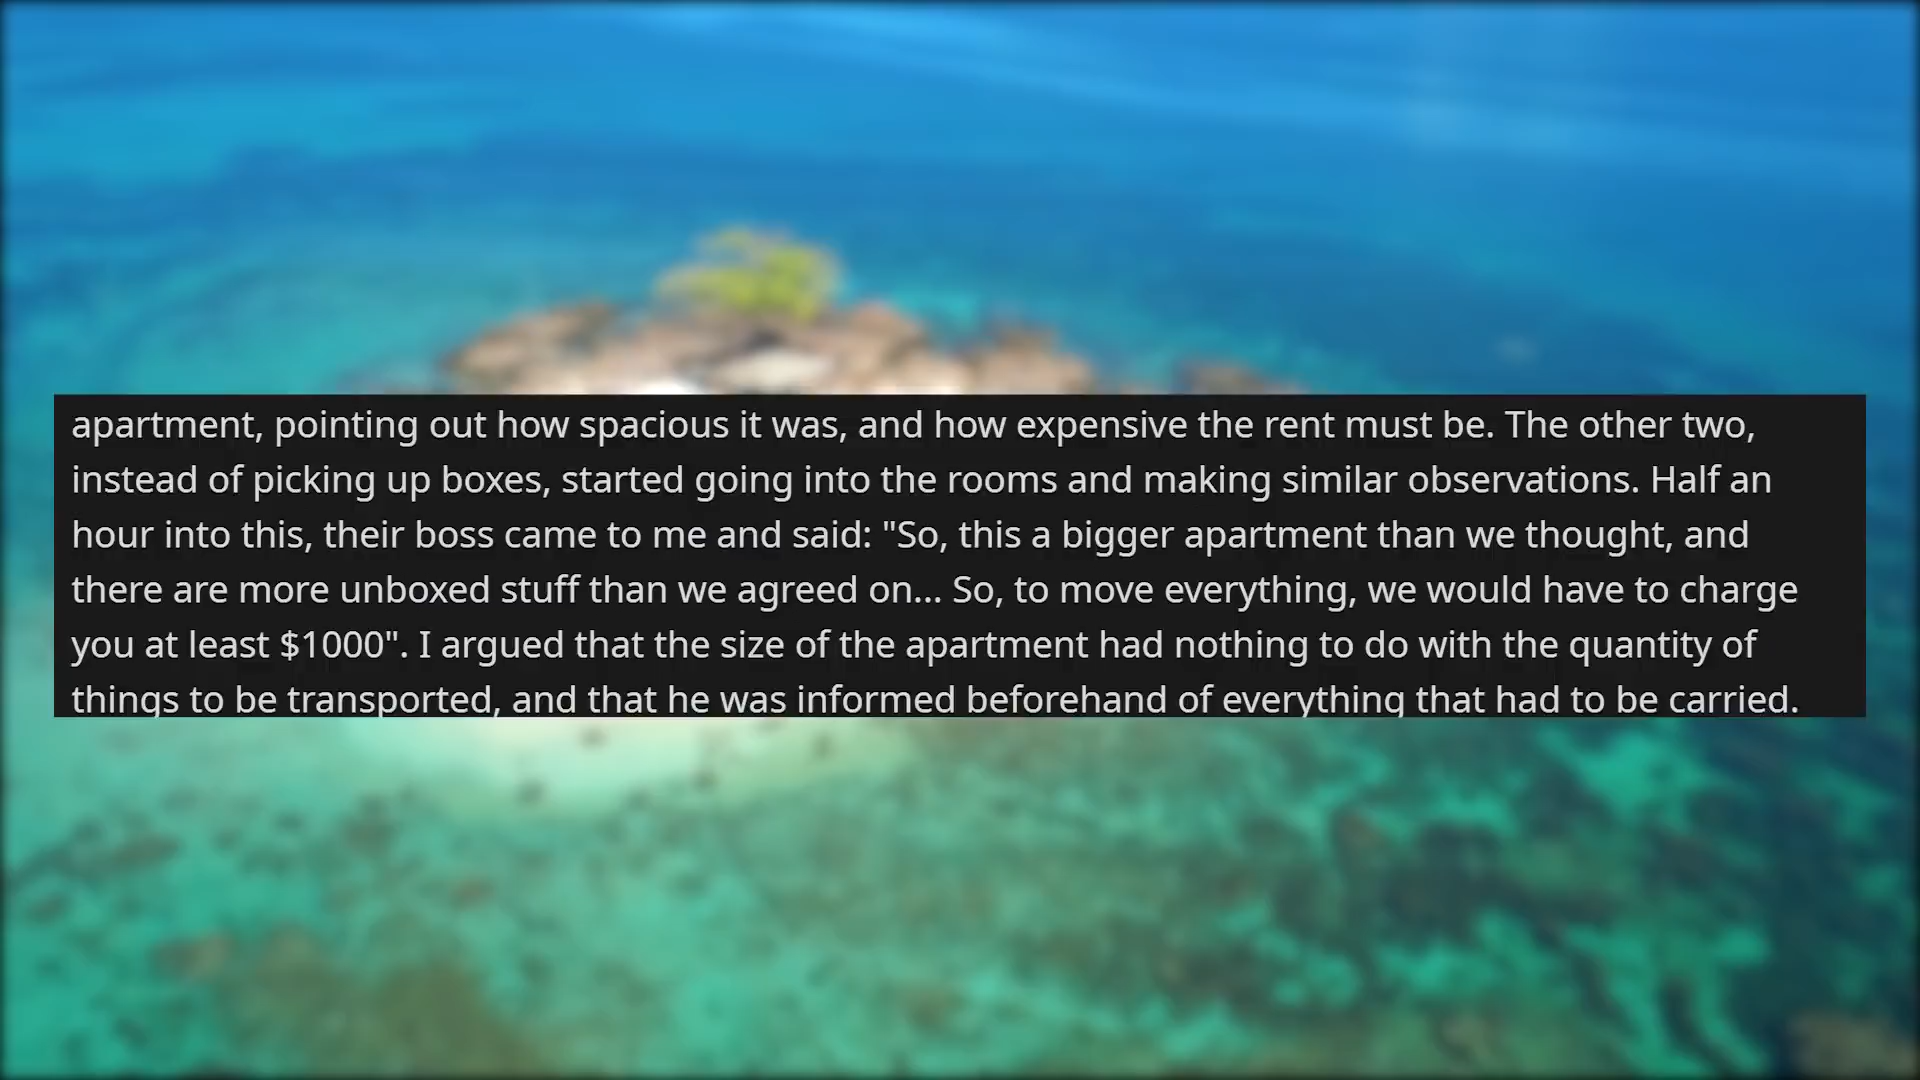 apartment, pointing out how spacious it was, and how expensive the rent must be. The other two,
instead of picking up boxes, started going into the rooms and making similar observations. Half an
hour into this, their boss came to me and said: "So, this a bigger apartment than we thought, and
there are more unboxed stuff than we agreed on... So, to move everything, we would have to charge
you at least $1000". I argued that the size of the apartment had nothing to do with the quantity of
things to be transported, and that he was informed beforehand of everything that had to be carried.